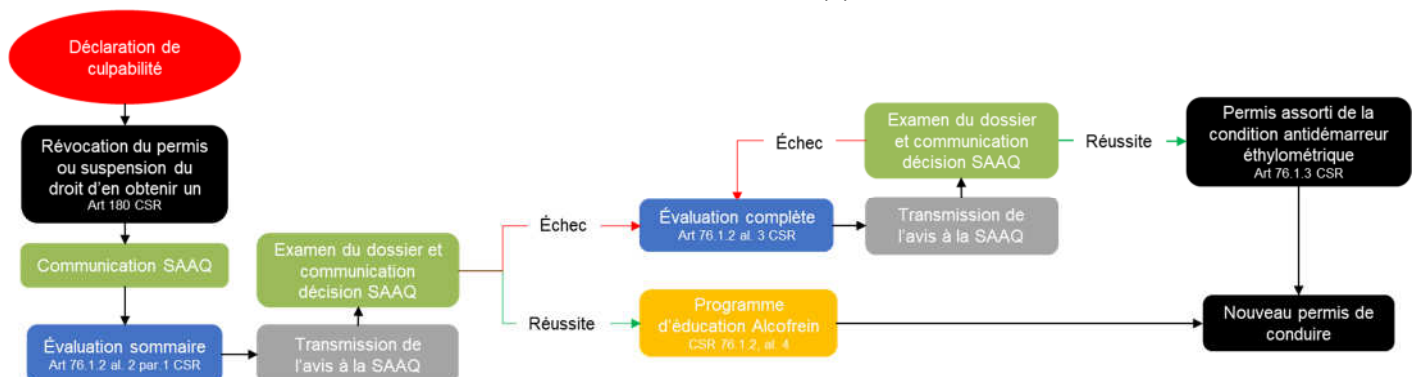 Déclaration de
culpabilité
Révocation du permis
ou suspension du
droit d'en obtenir un
Art 180 CSR
Communication SAAQ
Évaluation sommaire
Art 76.1.2 al. 2 par.1 CSR
Transmission de
l'avis à la SAAQ
Examen du dossier et
communication
décision SAAQ
Échec
Réussite
Évaluation complète
Art 76.1.2 al. 3 CSR
Programme
d'éducation Alcofrein
CSR 76.1.2, al. 4
Transmission de
l'avis à la SAAQ
Échec
Examen du dossier
et communication
décision SAAQ
Réussite
Permis assorti de la
condition antidémarreur
éthylométrique
Art 76.1.3 CSR
Nouveau permis de
conduire